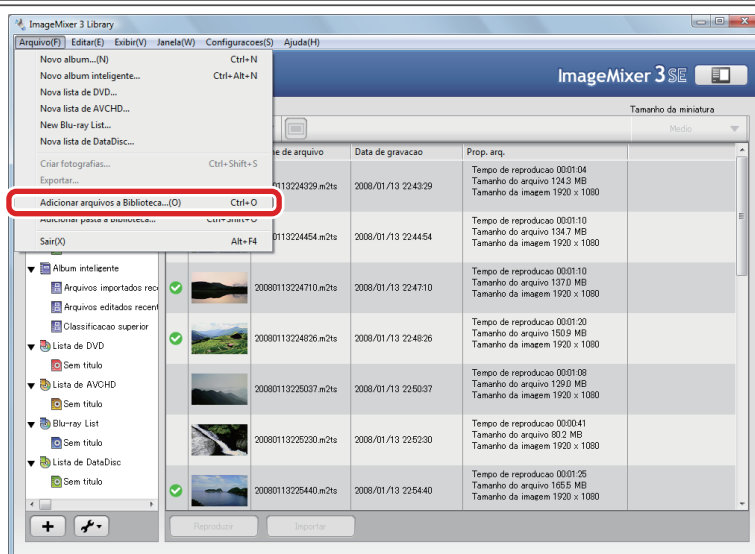 ImageMixer 3 Library
Arquivo(F) Editar(E) Exibir(V) Janela(W) Configuracoes(S) Ajuda(H)
Novo album...(N) Ctrl+N
Novo album inteligente... Ctrl+Alt+N
Nova lista de DVD...
Nova lista de AVCHD...
New Blu-ray List...
Nova lista de DataDisc...
Criar fotografias... Ctrl+Shift+S
Exportar...
Adicionar arquivos a Biblioteca...(O) Ctrl+O
Adicionar pasta a Biblioteca... Ctrl+Shift+O
Sair(X) Alt+F4
ImageMixer 3 SE
Tamanho da miniatura
Medio
me de arquivo Data de gravacao Prop. arq.
0113224329.m2ts 2008/01/13 22:43:29
Tempo de reproducao 00:01:04
Tamanho do arquivo 124.3 MB
Tamanho da imagem 1920 x 1080
0113224454.m2ts 2008/01/13 22:44:54
Tempo de reproducao 00:01:10
Tamanho do arquivo 134.7 MB
Tamanho da imagem 1920 x 1080
20080113224710.m2ts 2008/01/13 22:47:10
Tempo de reproducao 00:01:10
Tamanho do arquivo 137.0 MB
Tamanho da imagem 1920 x 1080
20080113224826.m2ts 2008/01/13 22:48:26
Tempo de reproducao 00:01:20
Tamanho do arquivo 150.9 MB
Tamanho da imagem 1920 x 1080
20080113225037.m2ts 2008/01/13 22:50:37
Tempo de reproducao 00:01:08
Tamanho do arquivo 129.0 MB
Tamanho da imagem 1920 x 1080
20080113225230.m2ts 2008/01/13 22:52:30
Tempo de reproducao 00:00:41
Tamanho do arquivo 80.2 MB
Tamanho da imagem 1920 x 1080
20080113225440.m2ts 2008/01/13 22:54:40
Tempo de reproducao 00:01:25
Tamanho do arquivo 165.5 MB
Tamanho da imagem 1920 x 1080
Album inteligente
Arquivos importados rece
Arquivos editados recent
Classificacao superior
Lista de DVD
Sem titulo
Lista de AVCHD
Sem titulo
Blu-ray List
Sem titulo
Lista de DataDisc
Sem titulo
Reproduzir Importar